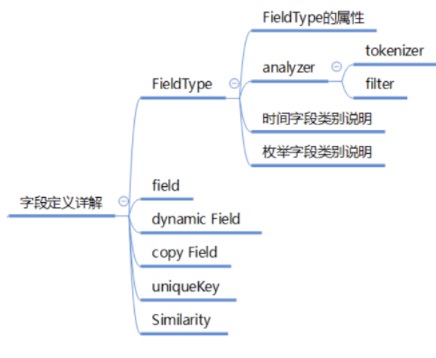 FieldType的属性
tokenizer
analyzer
filter
FieldType
时间字段类别说明
枚举字段类别说明
字段定义详解
field
dynamic Field
copy Field
uniqueKey
Similarity